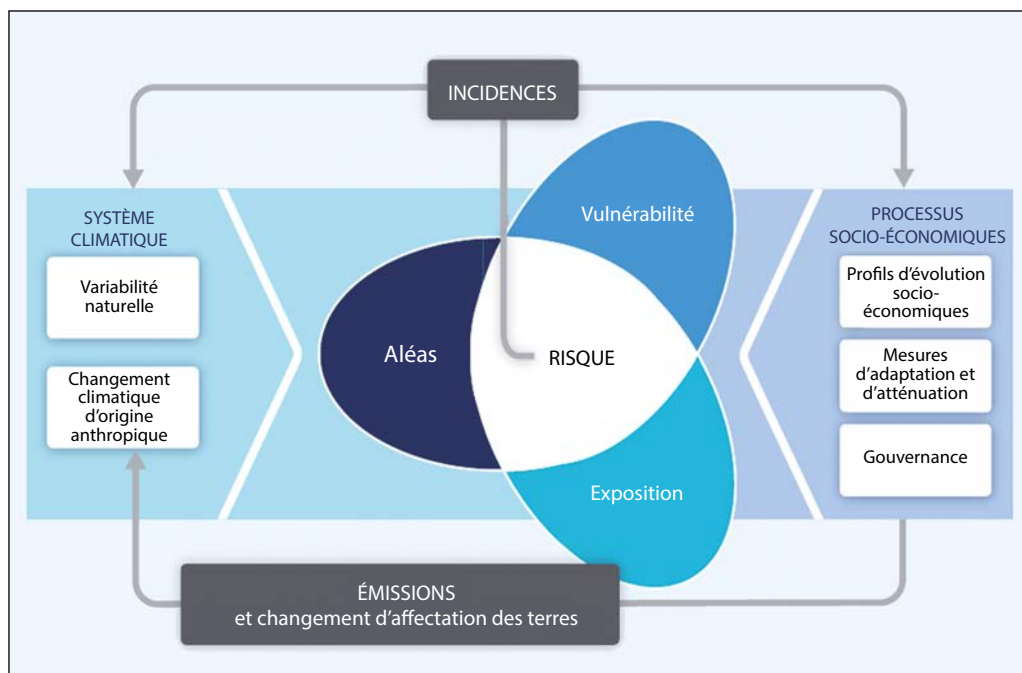 INCIDENCES
SYSTÈME
CLIMATIQUE
Variabilité
naturelle
Changement
climatique
d'origine
anthropique
Aléas
Vulnérabilité
RISQUE
Exposition
PROCESSUS
SOCIO-ÉCONOMIQUES
Profils d'évolution
socio-
économiques
Mesures
d'adaptation et
d'atténuation
Gouvernance
ÉMISSIONS
et changement d'affectation des terres